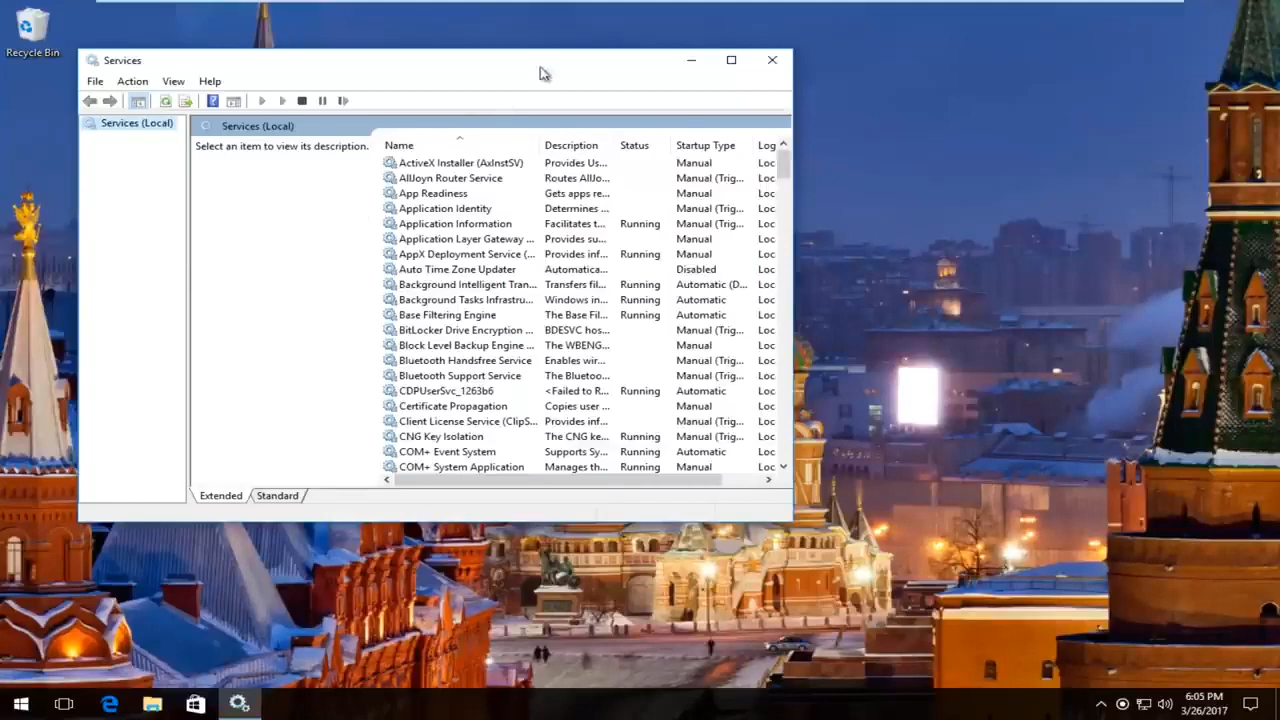 Recycle Bin
Services
File Action View Help
Services (Local)
Services (Local)
Select an item to view its description.
Name Description Status Startup Type Log
ActiveX Installer (AxInstSV) Provides Us... Manual Loc
AllJoyn Router Service Routes AllJo... Manual (Trig... Loc
App Readiness Gets apps re... Manual Loc
Application Identity Determines ... Manual (Trig... Loc
Application Information Facilitates t... Running Manual (Trig... Loc
Application Layer Gateway ... Provides su... Manual Loc
AppX Deployment Service (... Provides inf... Running Manual Loc
Auto Time Zone Updater Automatica... Disabled Loc
Background Intelligent Tran... Transfers fil... Running Automatic (D... Loc
Background Tasks Infrastru... Windows in... Running Automatic Loc
Base Filtering Engine The Base Fil... Running Automatic Loc
BitLocker Drive Encryption ... BDESVC hos... Manual (Trig... Loc
Block Level Backup Engine ... The WBENG... Manual Loc
Bluetooth Handsfree Service Enables wir... Manual (Trig... Loc
Bluetooth Support Service The Bluetoo... Manual (Trig... Loc
CDPUserSvc_1263b6 <Failed to R... Running Automatic Loc
Certificate Propagation Copies user ... Manual Loc
Client License Service (ClipS... Provides inf... Manual (Trig... Loc
CNG Key Isolation The CNG ke... Running Manual (Trig... Loc
COM+ Event System Supports Sy... Running Automatic Loc
COM+ System Application Manages th... Running Manual Loc
Extended Standard
6:05 PM
3/26/2017